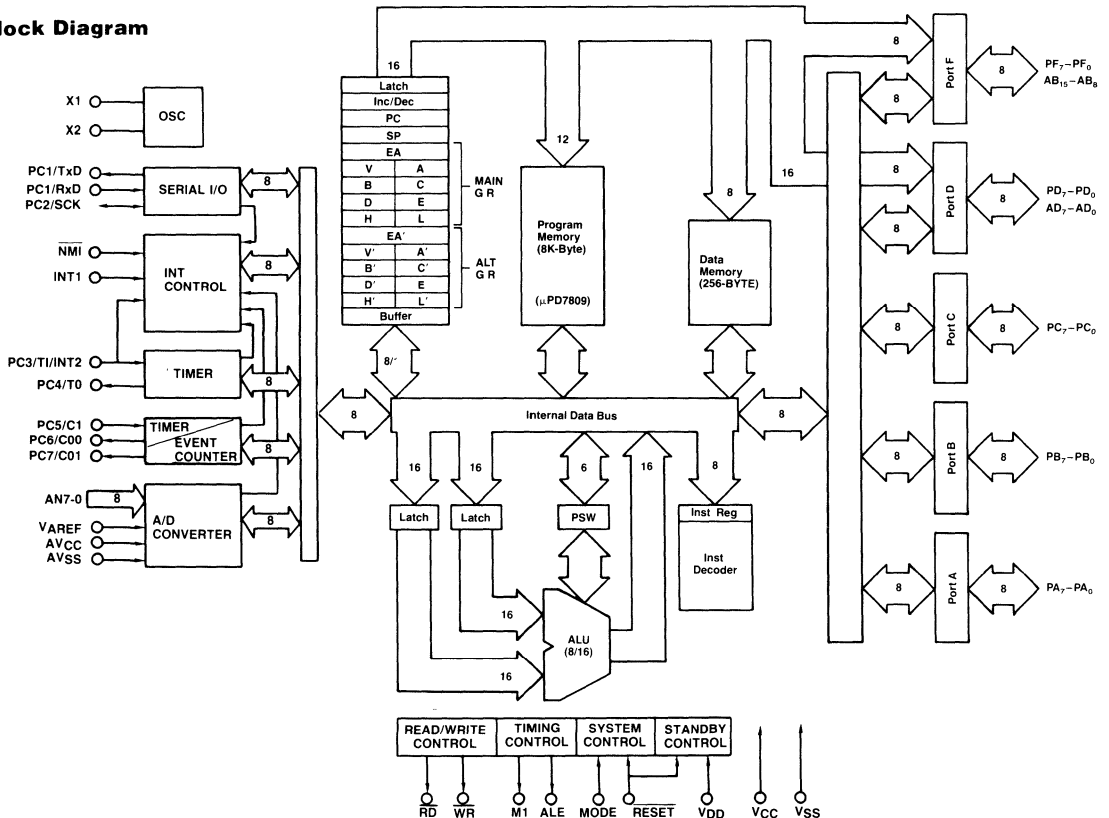 lock Diagram
X1
X2
OSC
PC1/TxD
PC1/RxD
PC2/SCK
SERIAL I/O
8
NMI
INT1
INT CONTROL
8
PC3/TI/INT2
PC4/T0
TIMER
8
PC5/C1
PC6/C00
PC7/C01
TIMER
EVENT COUNTER
8
AN7-0
8
VAREF
AVCC
AVSS
A/D CONVERTER
8
16
Latch
Inc/Dec
PC
SP
EA
V A
B C
D E
H L
MAIN
G R
EA'
V' A'
B' C'
D' E
H' L'
ALT
G R
Buffer
8/
12
Program
Memory
(8K-Byte)
(μPD7809)
8
Data
Memory
(256-BYTE)
16
8
Internal Data Bus
8
16
16
6
16
8
Latch
Latch
PSW
Inst Reg
Inst
Decoder
16
16
ALU
(8/16)
8
8
Port F
8
PF7–PF0
AB15–AB8
8
8
Port D
8
PD7–PD0
AD7–AD0
8
Port C
8
PC7–PC0
8
Port B
8
PB7–PB0
8
Port A
8
PA7–PA0
READ/WRITE
CONTROL
TIMING
CONTROL
SYSTEM
CONTROL
STANDBY
CONTROL
RD
WR
M1
ALE
MODE
RESET
VDD
VCC
VSS